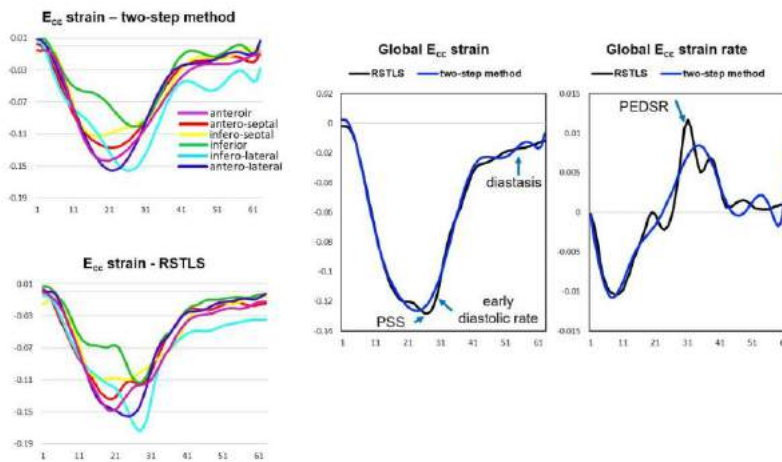 E_cc strain – two-step method
0.01
-0.03
-0.07
-0.11
-0.15
-0.19
anteroir
antero-septal
infero-septal
inferior
infero-lateral
antero-lateral
1 11 21 31 41 51 61
E_cc strain - RSTLS
0.01
-0.03
-0.07
-0.11
-0.15
-0.19
1 11 21 31 41 51 61
Global E_cc strain
RSTLS two-step method
0.02
0
-0.02
-0.04
-0.06
-0.08
-0.1
-0.12
-0.14
diastasis
early
diastolic rate
PSS
1 11 21 31 41 51 61
Global E_cc strain rate
RSTLS two-step method
0.015
0.01
0.005
0
-0.005
-0.01
-0.015
PEDSR
1 11 21 31 41 51